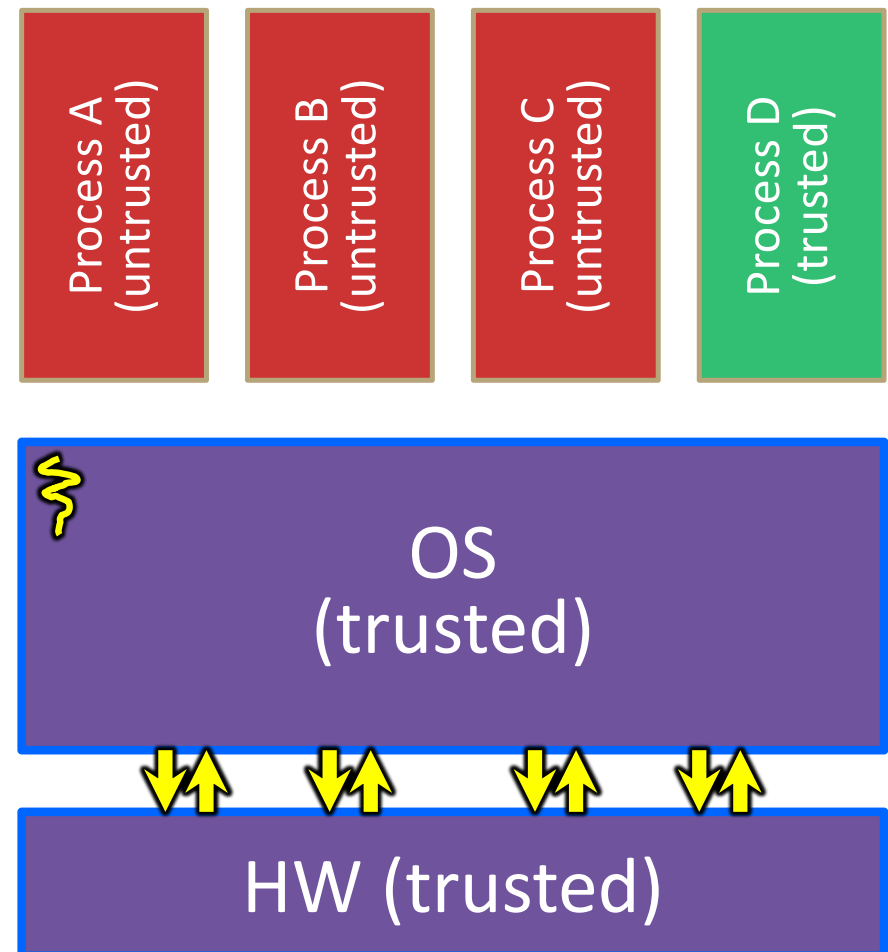 Process A
(untrusted)
Process B
(untrusted)
Process C
(untrusted)
Process D
(trusted)
OS
(trusted)
HW (trusted)